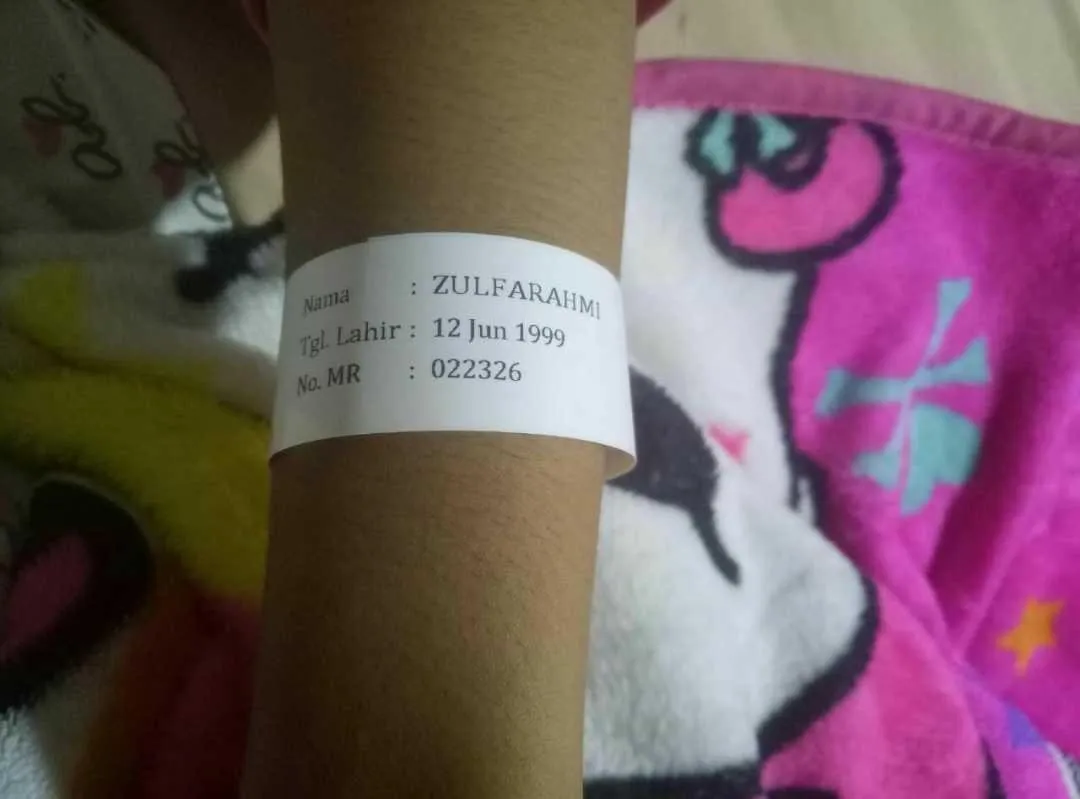 Nama : ZULFARAHMI
Tgl. Lahir : 12 Jun 1999
No. MR : 022326